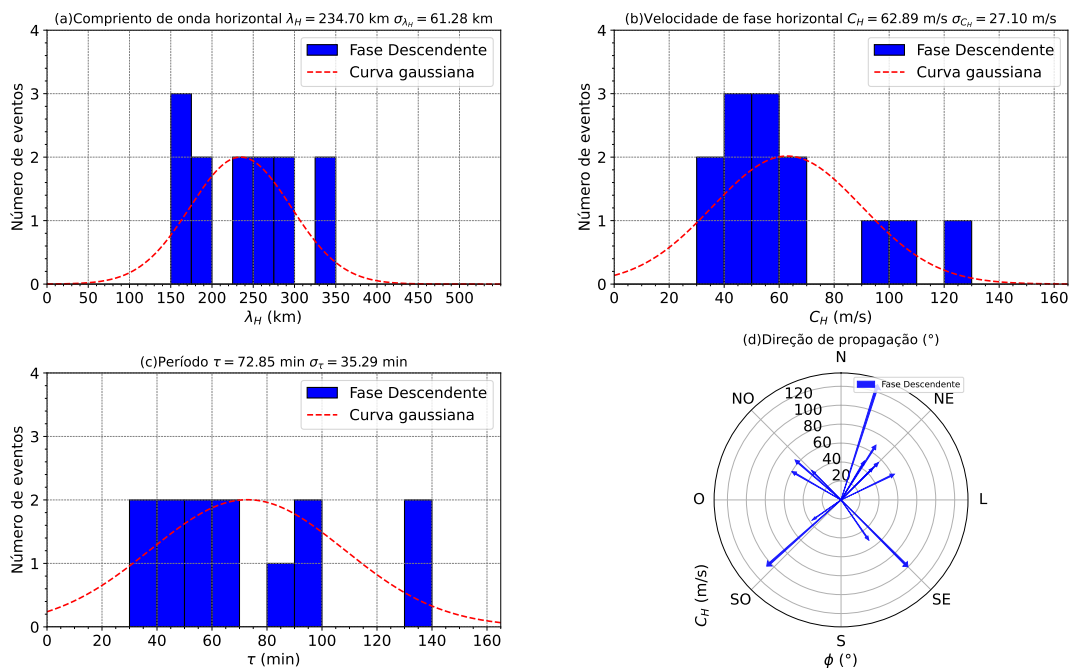 (a)Compriento de onda horizontal λ_H = 234.70 km σ_λ_H = 61.28 km
Número de eventos
4
3
2
1
0
Fase Descendente
Curva gaussiana
0 50 100 150 200 250 300 350 400 450 500
λ_H (km)
(b)Velocidade de fase horizontal C_H = 62.89 m/s σ_C_H = 27.10 m/s
Número de eventos
4
3
2
1
0
Fase Descendente
Curva gaussiana
0 20 40 60 80 100 120 140 160
C_H (m/s)
(c)Período τ = 72.85 min σ_τ = 35.29 min
Número de eventos
4
3
2
1
0
Fase Descendente
Curva gaussiana
0 20 40 60 80 100 120 140 160
τ (min)
(d)Direção de propagação (°)
N
Fase Descendente
NO
NE
120
100
80
60
40
20
O
L
SO
SE
C_H (m/s)
S
ϕ (°)